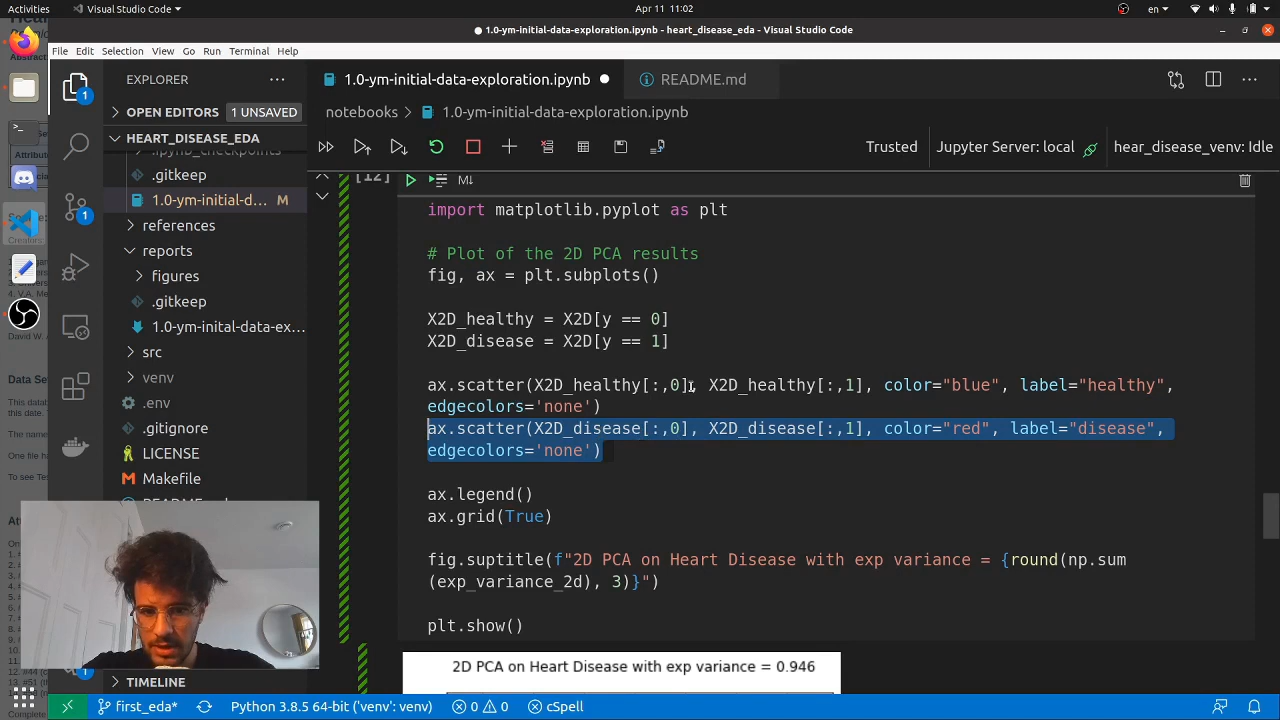 Activities
Visual Studio Code
Apr 11 11:02
en
1.0-ym-initial-data-exploration.ipynb - heart_disease_eda - Visual Studio Code
File Edit Selection View Go Run Terminal Help
EXPLORER
1.0-ym-initial-data-exploration.ipynb
README.md
OPEN EDITORS 1 UNSAVED
notebooks > 1.0-ym-initial-data-exploration.ipynb
HEART_DISEASE_EDA
.ipynb_checkpoints
Trusted
Jupyter Server: local
hear_disease_venv: Idle
.gitkeep
1.0-ym-initial-d... M
references
reports
figures
.gitkeep
1.0-ym-inital-data-ex...
src
venv
.env
.gitignore
LICENSE
Makefile
README.md
[12]
import matplotlib.pyplot as plt
# Plot of the 2D PCA results
fig, ax = plt.subplots()
X2D_healthy = X2D[y == 0]
X2D_disease = X2D[y == 1]
ax.scatter(X2D_healthy[:,0], X2D_healthy[:,1], color="blue", label="healthy",
edgecolors='none')
ax.scatter(X2D_disease[:,0], X2D_disease[:,1], color="red", label="disease",
edgecolors='none')
ax.legend()
ax.grid(True)
fig.suptitle(f"2D PCA on Heart Disease with exp variance = {round(np.sum
(exp_variance_2d), 3)}")
plt.show()
2D PCA on Heart Disease with exp variance = 0.946
TIMELINE
first_eda*
Python 3.8.5 64-bit ('venv': venv)
0 0
cSpell